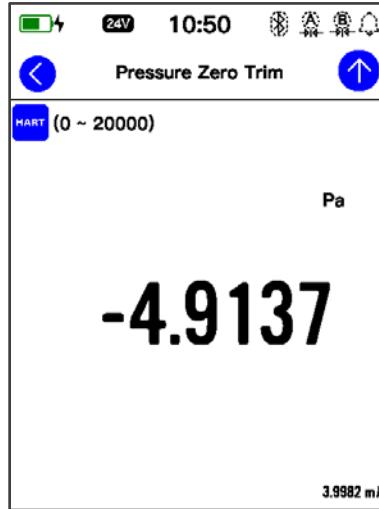 24V 10:50 A B
Pressure Zero Trim
HART (0 ~ 20000)
Pa
-4.9137
3.9982 m